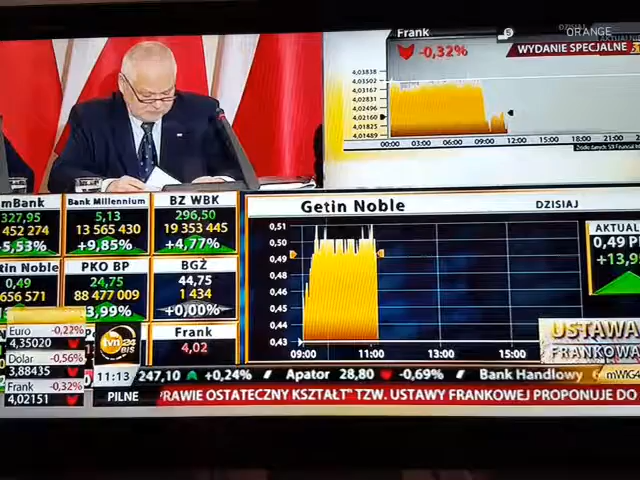 ORANGE
Frank
-0,32%
WYDANIE SPECJALNE
4,03838
4,03502
4,03167
4,02831
4,02496
4,02160
4,01825
4,01489
00:00 03:00 06:00 09:00 12:00 15:00 18:00 21:00
mBank
327,95
452 274
5,53%
Bank Millennium
5,13
13 565 430
+9,85%
BZ WBK
296,50
19 353 445
+4,77%
tin Noble
0,49
656 571
PKO BP
24,75
88 477 009
3,99%
BGŻ
44,75
1 434
+0,00%
Frank
4,02
Getin Noble
DZISIAJ
0,51
0,50
0,49
0,48
0,46
0,45
0,44
0,43
09:00 11:00 13:00 15:00
AKTUAL
0,49 P
+13,9
USTAWA
FRANKOWA
Euro -0,22%
4,35020
Dolar -0,56%
3,88435
Frank -0,32%
4,02151
tvn 24
BIS
11:13
247,10 +0,24% Apator 28,80 -0,69% Bank Handlowy
mWIG4
PILNE
"PRAWIE OSTATECZNY KSZTAŁT" TZW. USTAWY FRANKOWEJ PROPONUJE DO